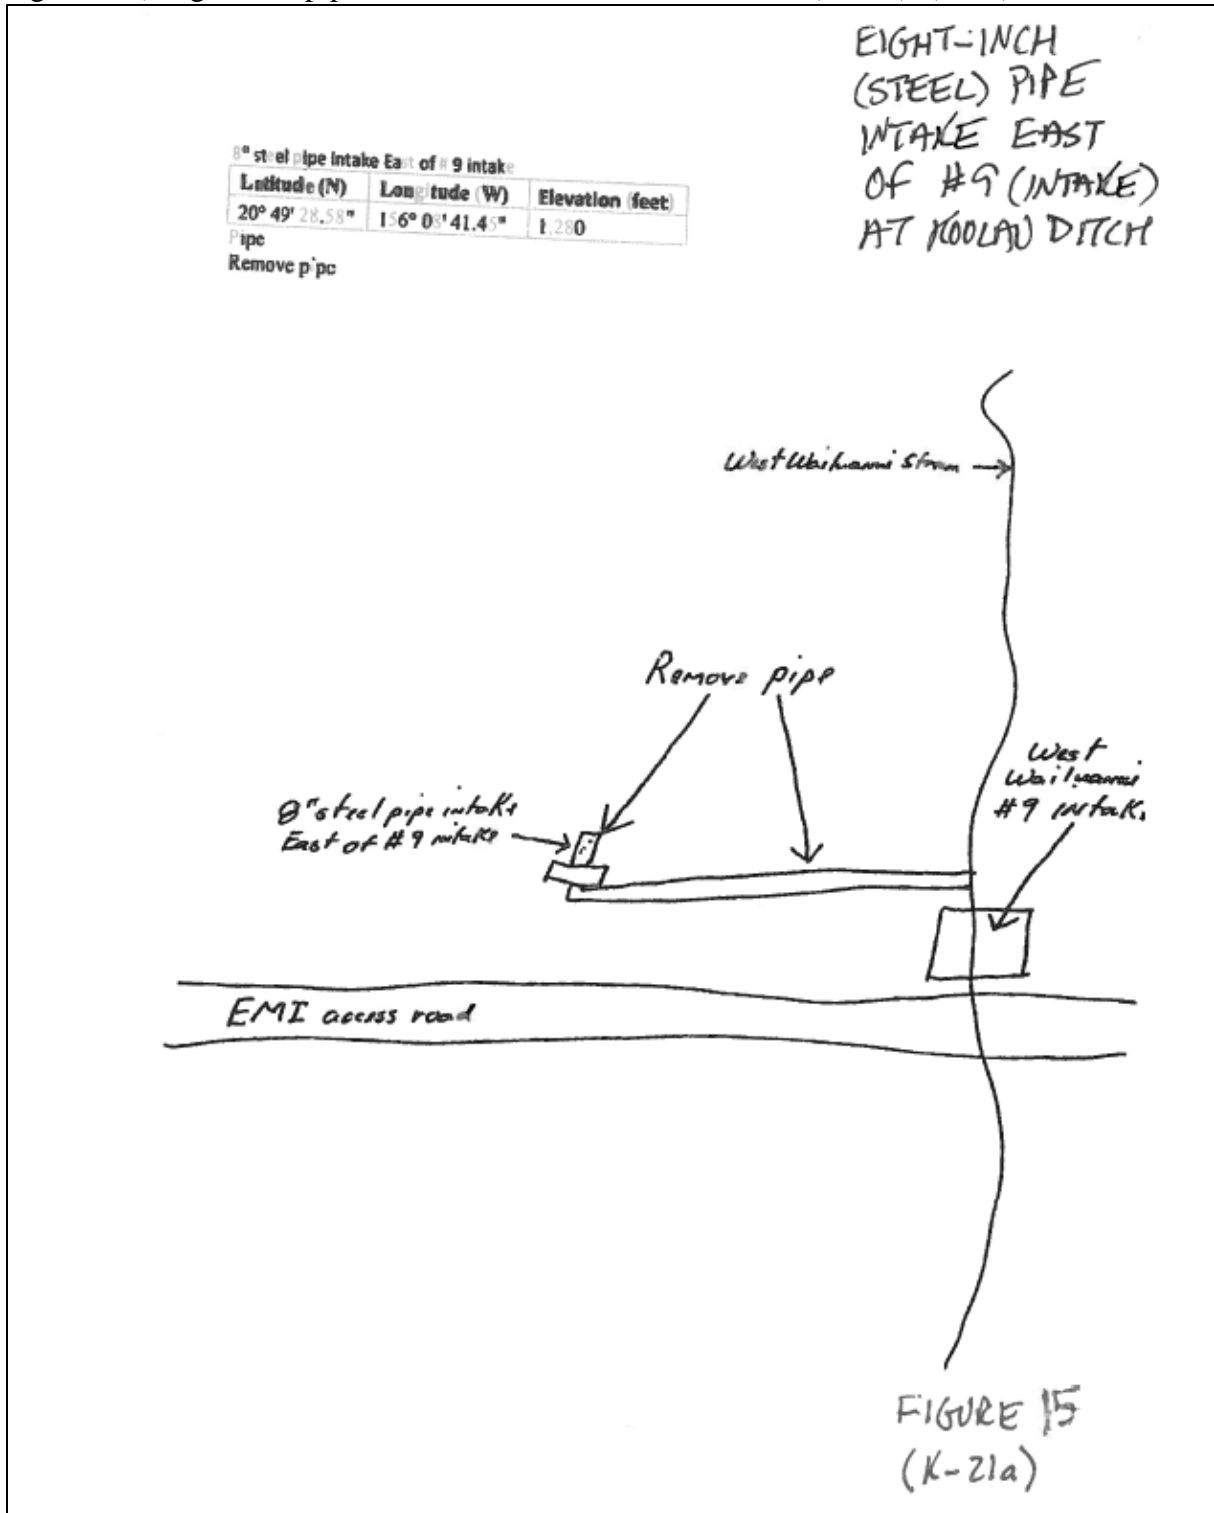 EIGHT-INCH
(STEEL) PIPE
INTAKE EAST
OF #9 (INTAKE)
AT KOOLAU DITCH
8" steel pipe Intake East of # 9 intake
Latitude (N) Longitude (W) Elevation (feet)
20° 49' 28.58" 156° 08' 41.45" 1,280
Pipe
Remove pipe
West Wailuanui Stream
Remove pipe
West
Wailuanui
#9 intake
8" steel pipe intake
East of #9 intake
EMI access road
FIGURE 15
(K-21a)